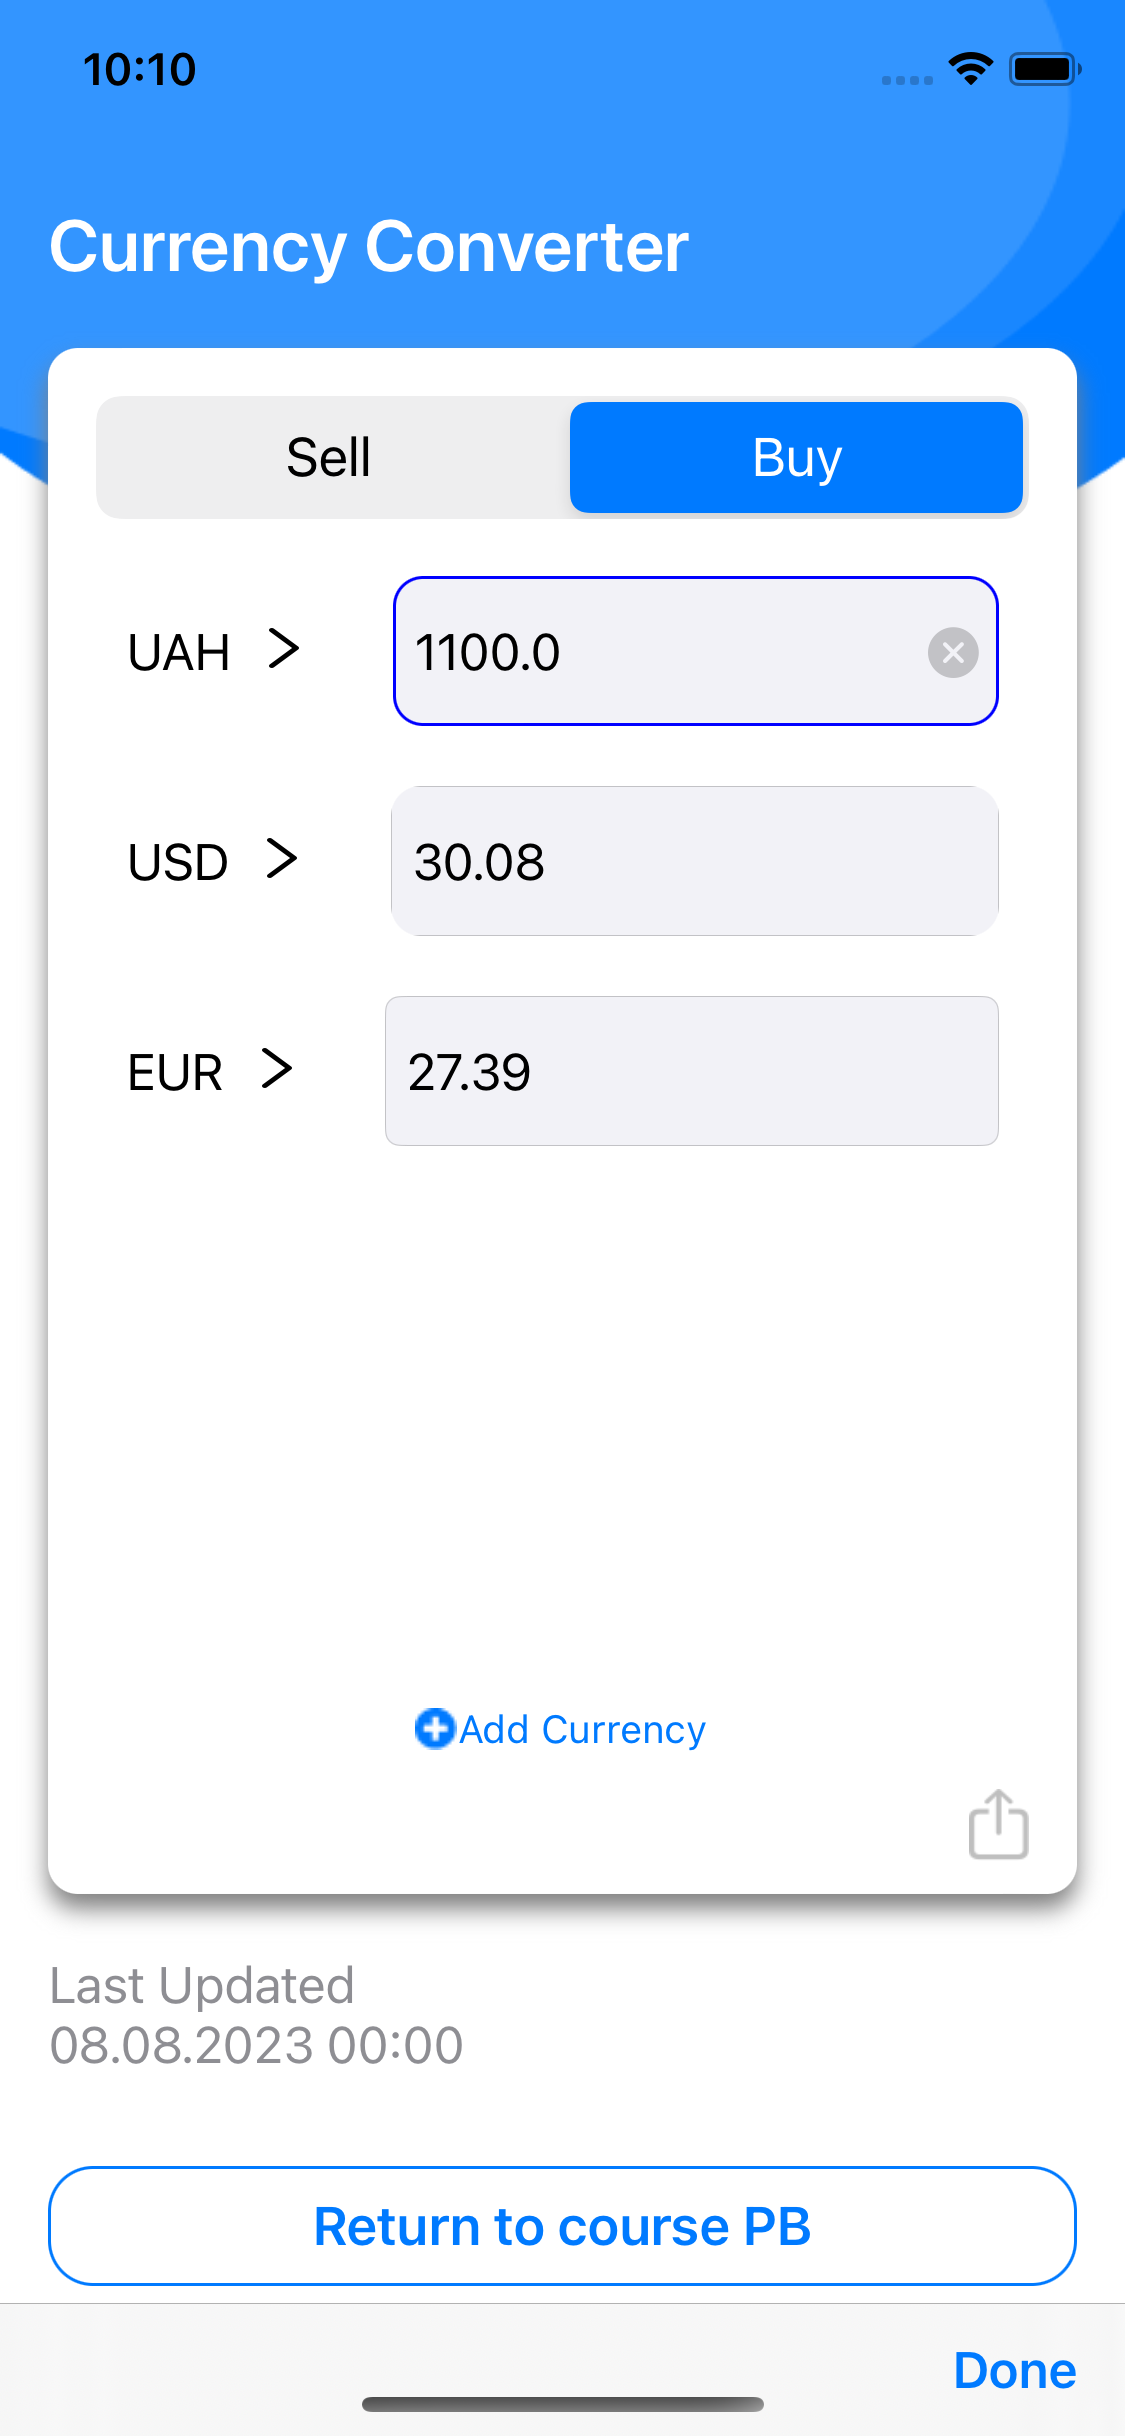 10:10
Currency Converter
Sell Buy
UAH 1100.0
USD 30.08
EUR 27.39
Add Currency
Last Updated
08.08.2023 00:00
Return to course PB
Done